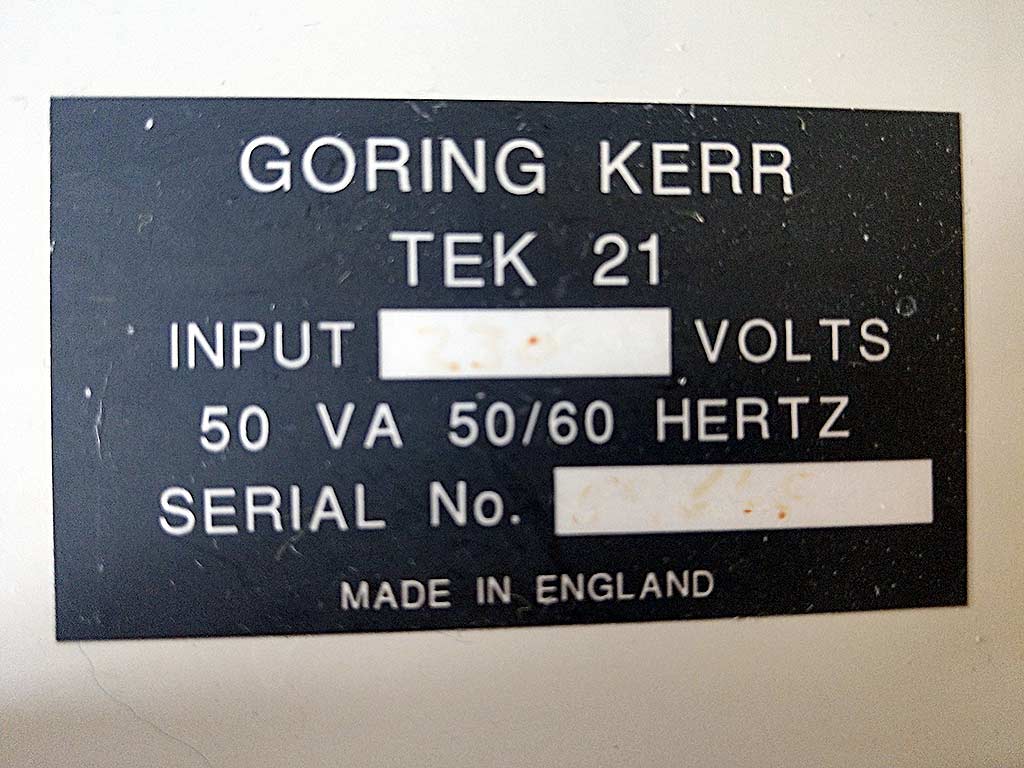 GORING KERR
TEK 21
INPUT VOLTS
50 VA 50/60 HERTZ
SERIAL No.
MADE IN ENGLAND